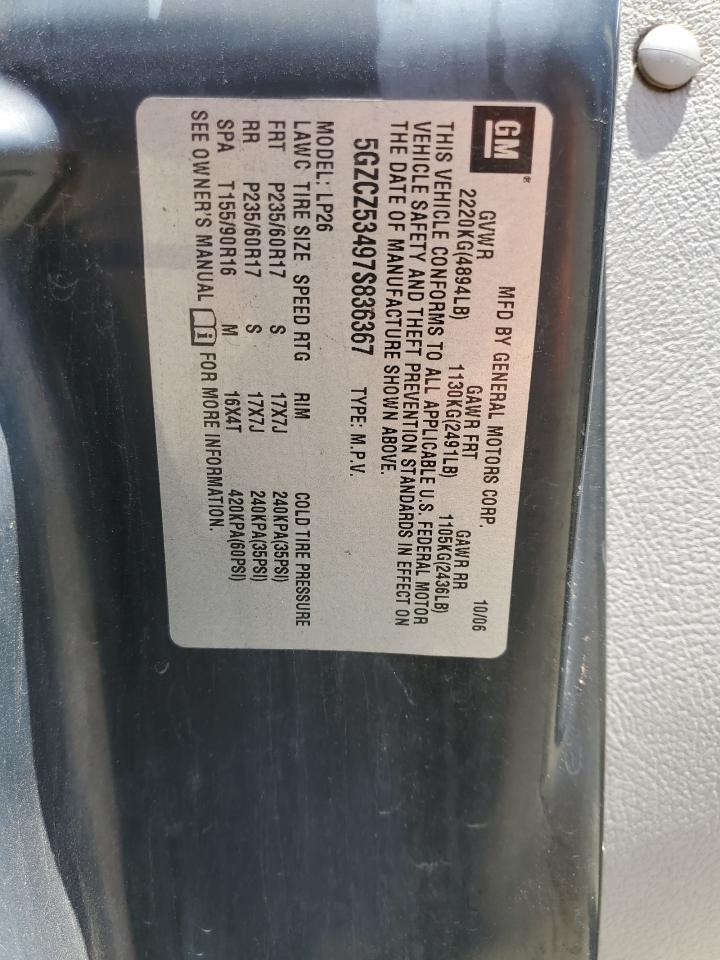 GM®
MFD BY GENERAL MOTORS CORP. 10/06
GVWR GAWR FRT GAWR RR
2220KG(4894LB) 1130KG(2491LB) 1105KG(2436LB)
THIS VEHICLE CONFORMS TO ALL APPLICABLE U.S. FEDERAL MOTOR
VEHICLE SAFETY AND THEFT PREVENTION STANDARDS IN EFFECT ON
THE DATE OF MANUFACTURE SHOWN ABOVE.
5GZCZ53497S836367 TYPE: M.P.V.
MODEL: LP26
LAWC TIRE SIZE SPEED RTG RIM COLD TIRE PRESSURE
FRT P235/60R17 S 17X7J 240KPA(35PSI)
RR P235/60R17 S 17X7J 240KPA(35PSI)
SPA T155/90R16 M 16X4T 420KPA(60PSI)
SEE OWNER'S MANUAL i FOR MORE INFORMATION.